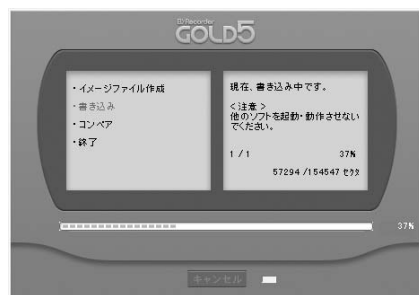 CD Recorder
GOLD5
・イメージファイル作成
・書き込み
・コンペア
・終了
現在、書き込み中です。
<注意>
他のソフトを起動・動作させない
でください。
1 / 1 37%
57294 /154547 セクタ
37%
キャンセル